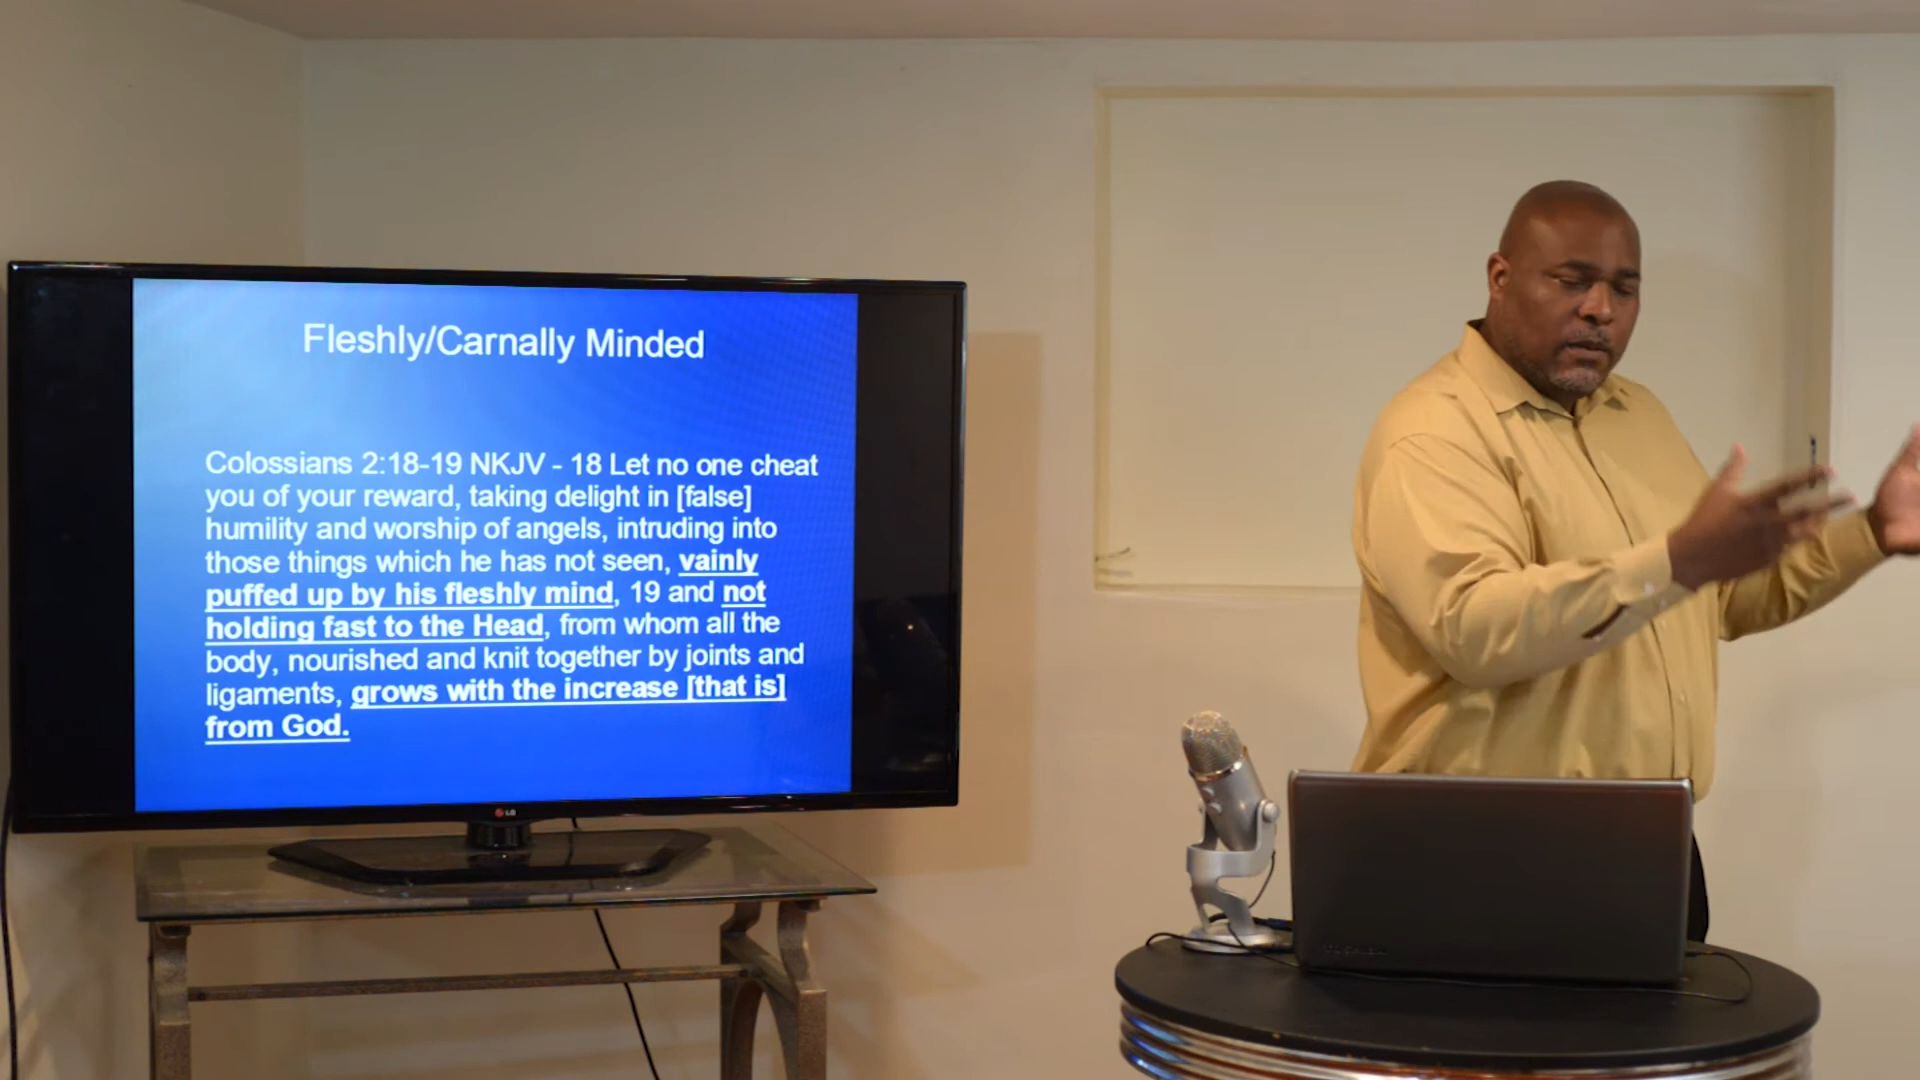 Fleshly/Carnally Minded
Colossians 2:18-19 NKJV - 18 Let no one cheat
you of your reward, taking delight in [false]
humility and worship of angels, intruding into
those things which he has not seen, vainly
puffed up by his fleshly mind, 19 and not
holding fast to the Head, from whom all the
body, nourished and knit together by joints and
ligaments, grows with the increase [that is]
from God.
LG